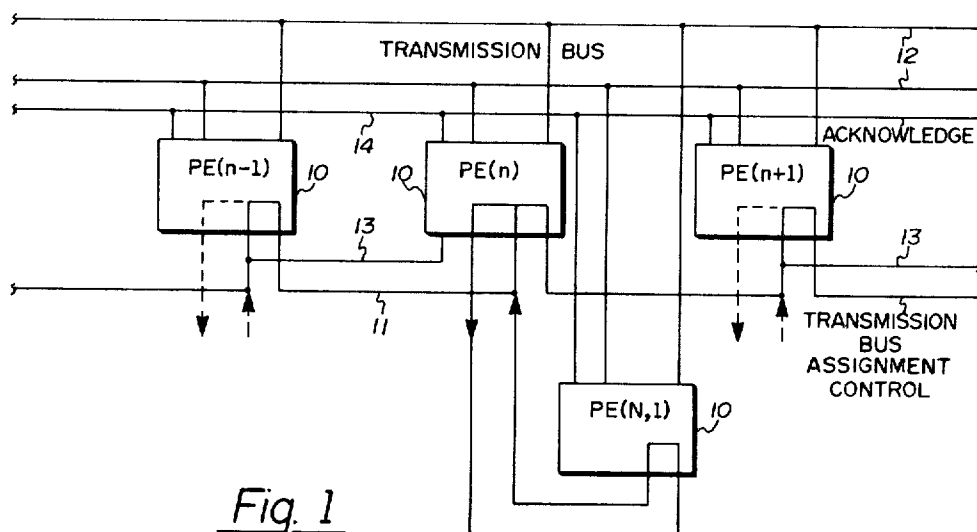 TRANSMISSION BUS
12
14
ACKNOWLEDGE
PE(n-1)
10
10
PE(n)
PE(n+1)
10
13
13
11
TRANSMISSION
BUS
ASSIGNMENT
CONTROL
PE(N,1)
10
Fig. 1